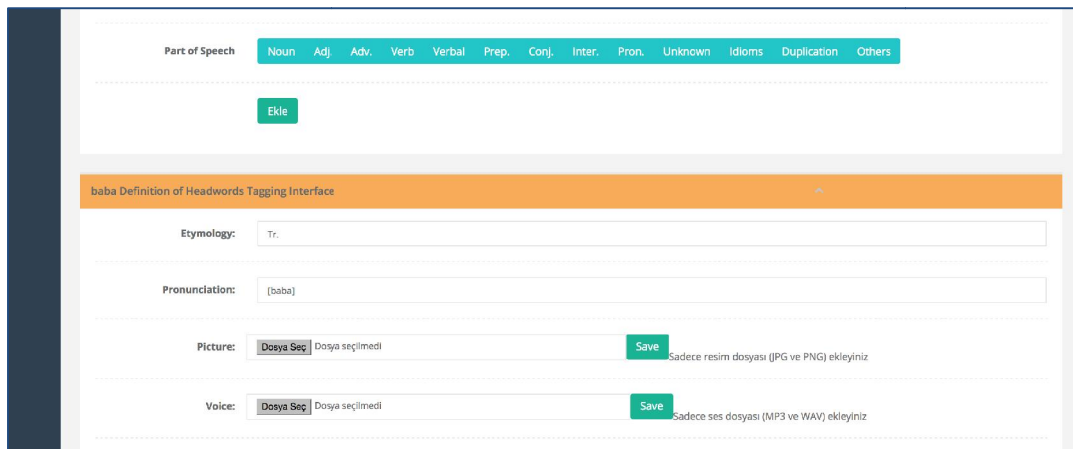 Part of Speech Noun Adj. Adv. Verb Verbal Prep. Conj. Inter. Pron. Unknown Idioms Duplication Others
Ekle
baba Definition of Headwords Tagging Interface
Etymology: Tr.
Pronunciation: [baba]
Picture: Dosya Seç Dosya seçilmedi Save Sadece resim dosyası (JPG ve PNG) ekleyiniz
Voice: Dosya Seç Dosya seçilmedi Save Sadece ses dosyası (MP3 ve WAV) ekleyiniz